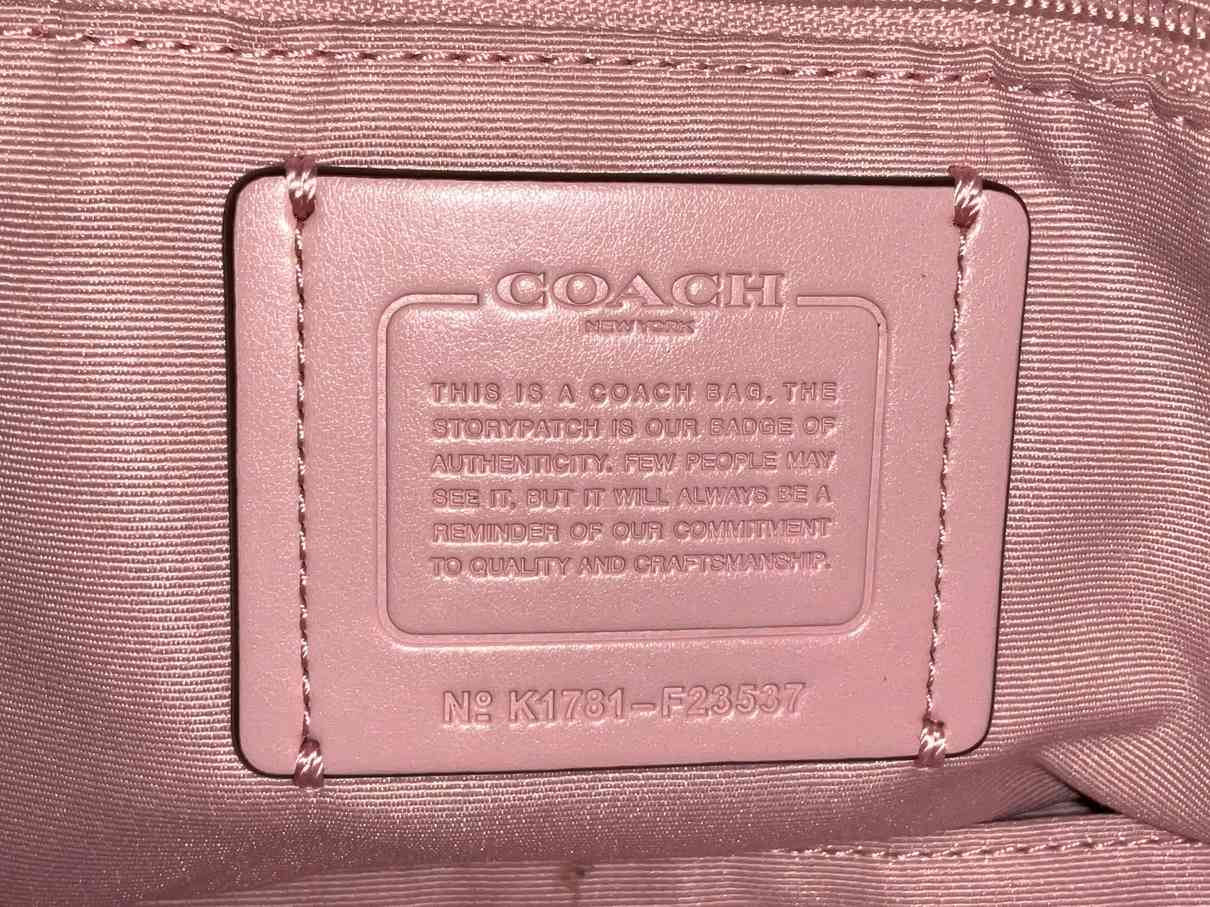 COACH
NEW YORK
THIS IS A COACH BAG. THE
STORYPATCH IS OUR BADGE OF
AUTHENTICITY. FEW PEOPLE MAY
SEE IT, BUT IT WILL ALWAYS BE A
REMINDER OF OUR COMMITMENT
TO QUALITY AND CRAFTSMANSHIP.
Nº K1781-F23537